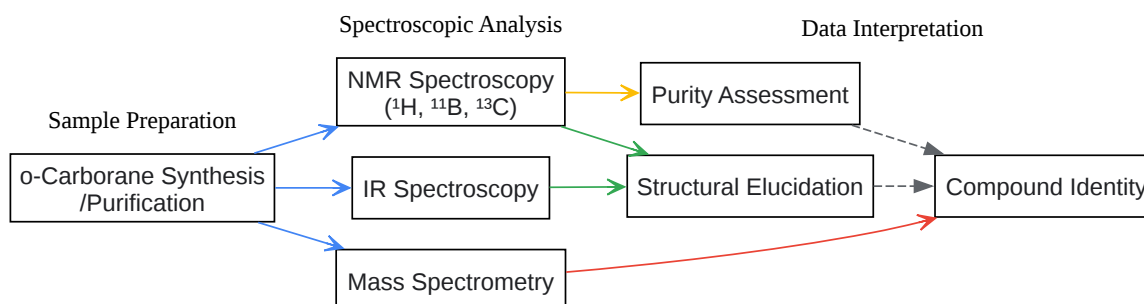 Spectroscopic Analysis
Data Interpretation
NMR Spectroscopy
(¹H, ¹¹B, ¹³C)
Purity Assessment
Sample Preparation
o-Carborane Synthesis
/Purification
IR Spectroscopy
Structural Elucidation
Compound Identity
Mass Spectrometry